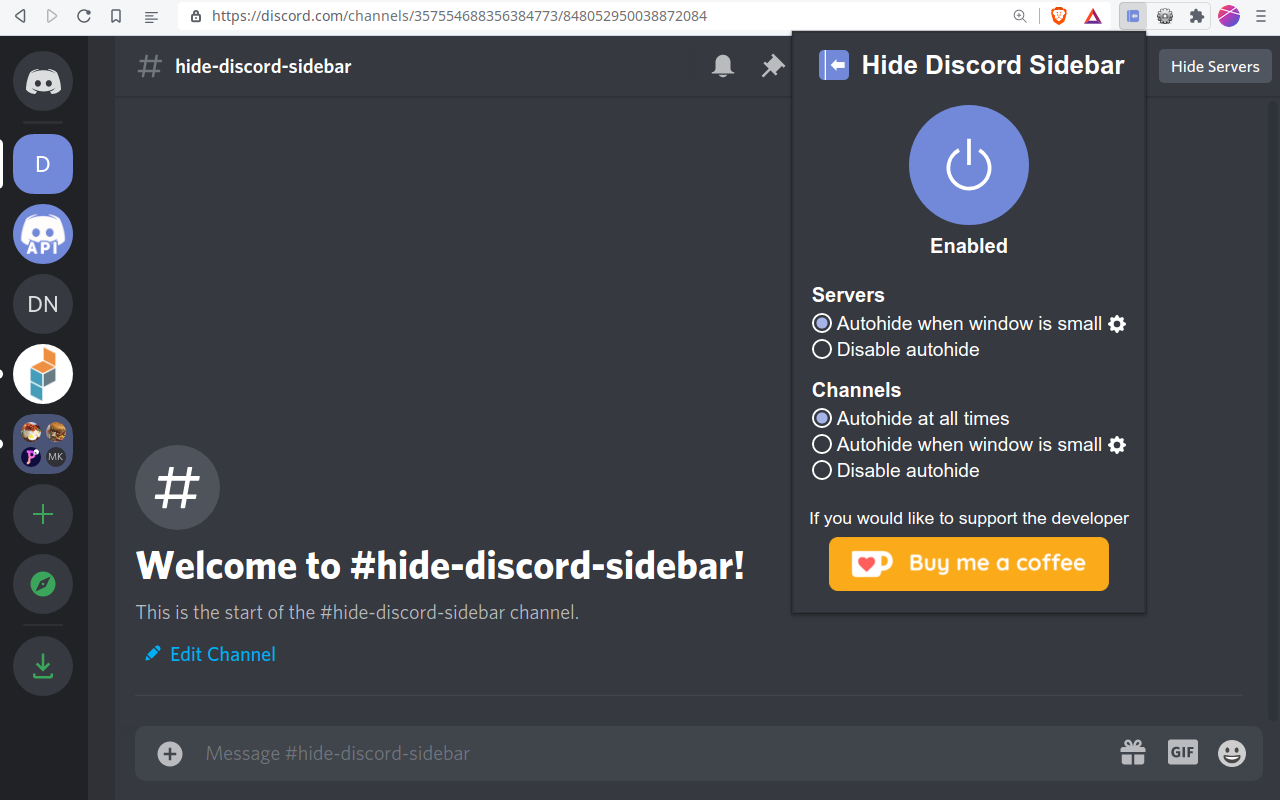 https://discord.com/channels/357554688356384773/848052950038872084
hide-discord-sidebar
Hide Servers
D
API
DN
MK
Welcome to #hide-discord-sidebar!
This is the start of the #hide-discord-sidebar channel.
Edit Channel
Message #hide-discord-sidebar
GIF
Hide Discord Sidebar
Enabled
Servers
Autohide when window is small
Disable autohide
Channels
Autohide at all times
Autohide when window is small
Disable autohide
If you would like to support the developer
Buy me a coffee